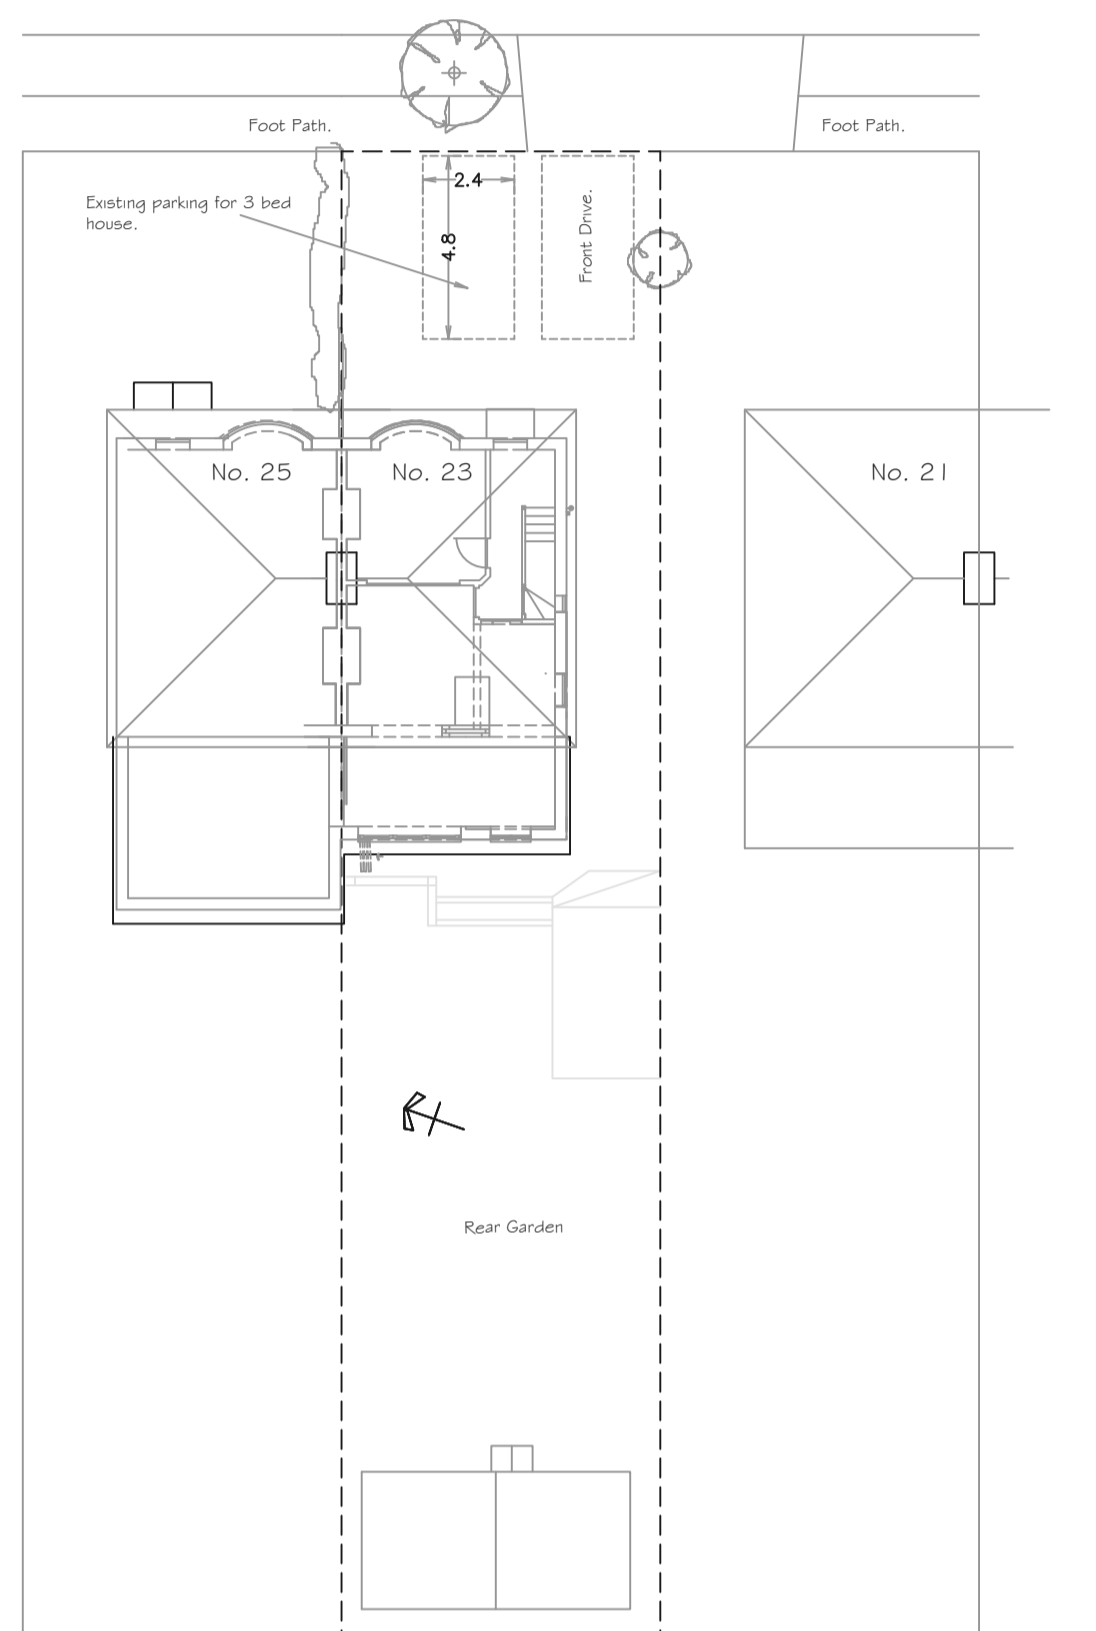 Foot Path.
Foot Path.
Existing parking for 3 bed
house.
2.4
4.8
Front Drive.
No. 25
No. 23
No. 21
Rear Garden